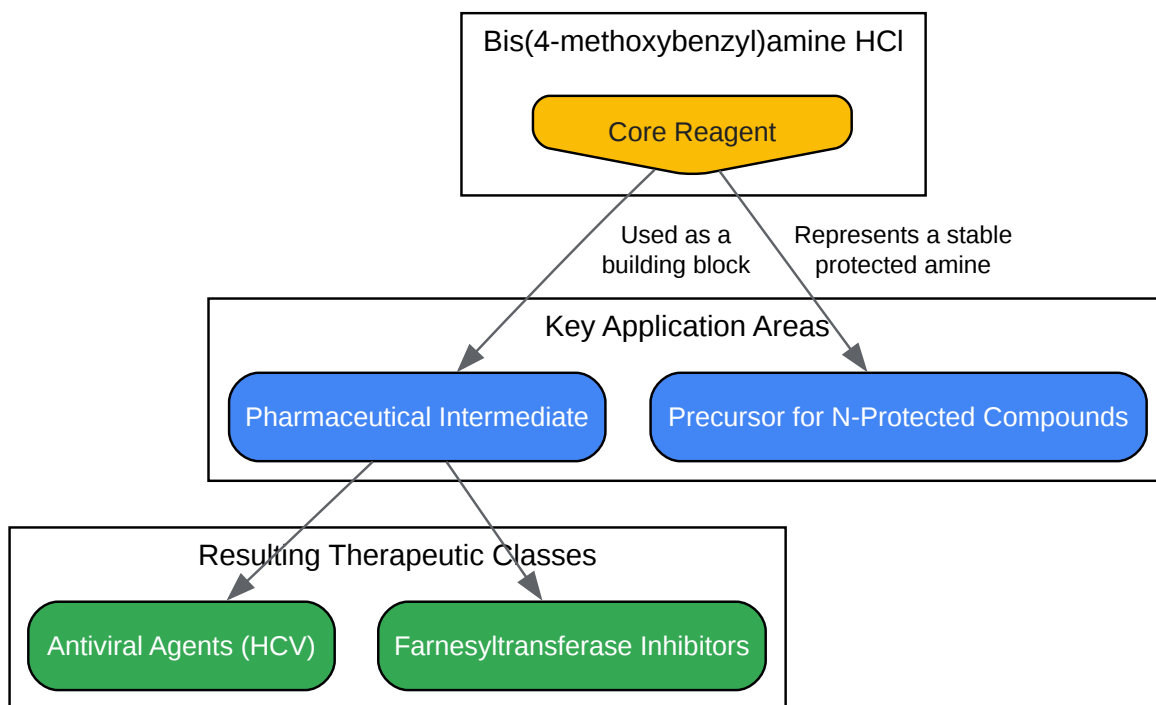 Bis(4-methoxybenzyl)amine HCl
Core Reagent
Used as a
building block
Represents a stable
protected amine
Key Application Areas
Pharmaceutical Intermediate
Precursor for N-Protected Compounds
Resulting Therapeutic Classes
Antiviral Agents (HCV)
Farnesyltransferase Inhibitors